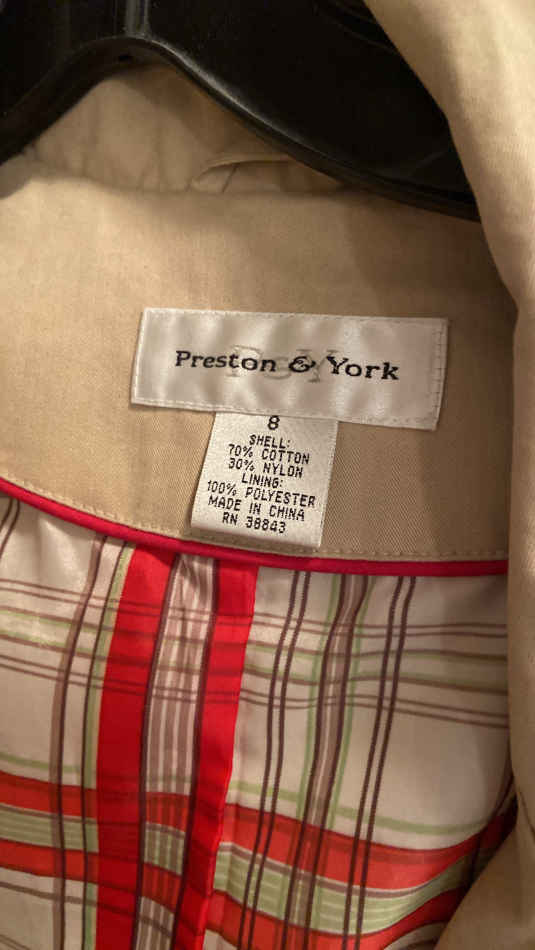 P&Y
Preston & York
8
SHELL:
70% COTTON
30% NYLON
LINING:
100% POLYESTER
MADE IN CHINA
RN 38843